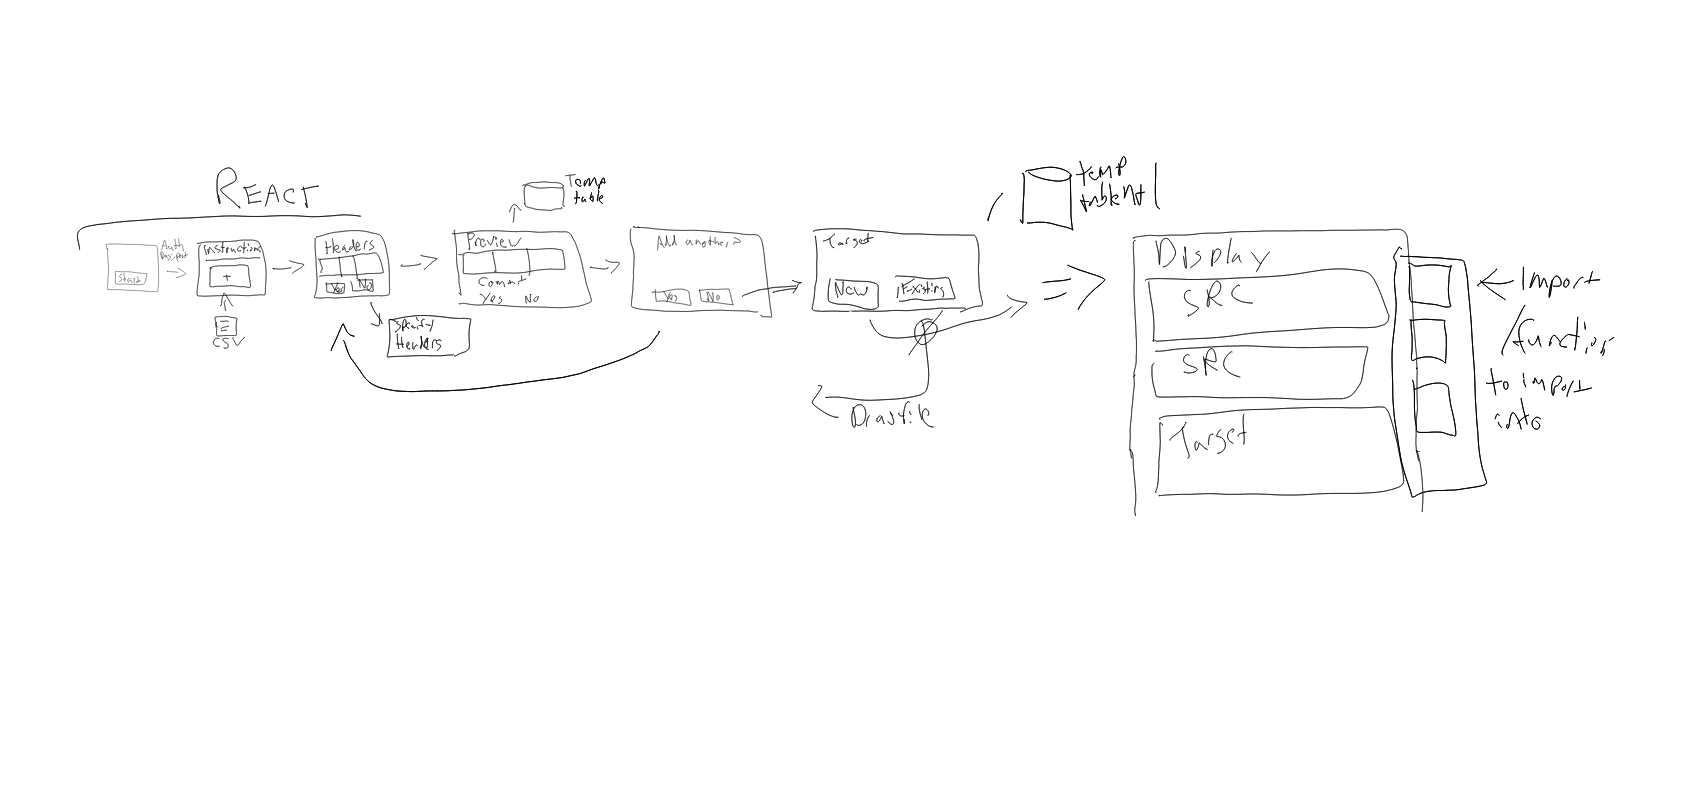 REACT
Start
Auth
Passport
Instructions
+
CSV
Headers
Yes
No
Specify
Headers
Preview
Commit
Yes No
Temp
table
Add another?
Yes
No
Target
New
Existing
temp
table
Display
SRC
SRC
Target
Import
/function
to import
into